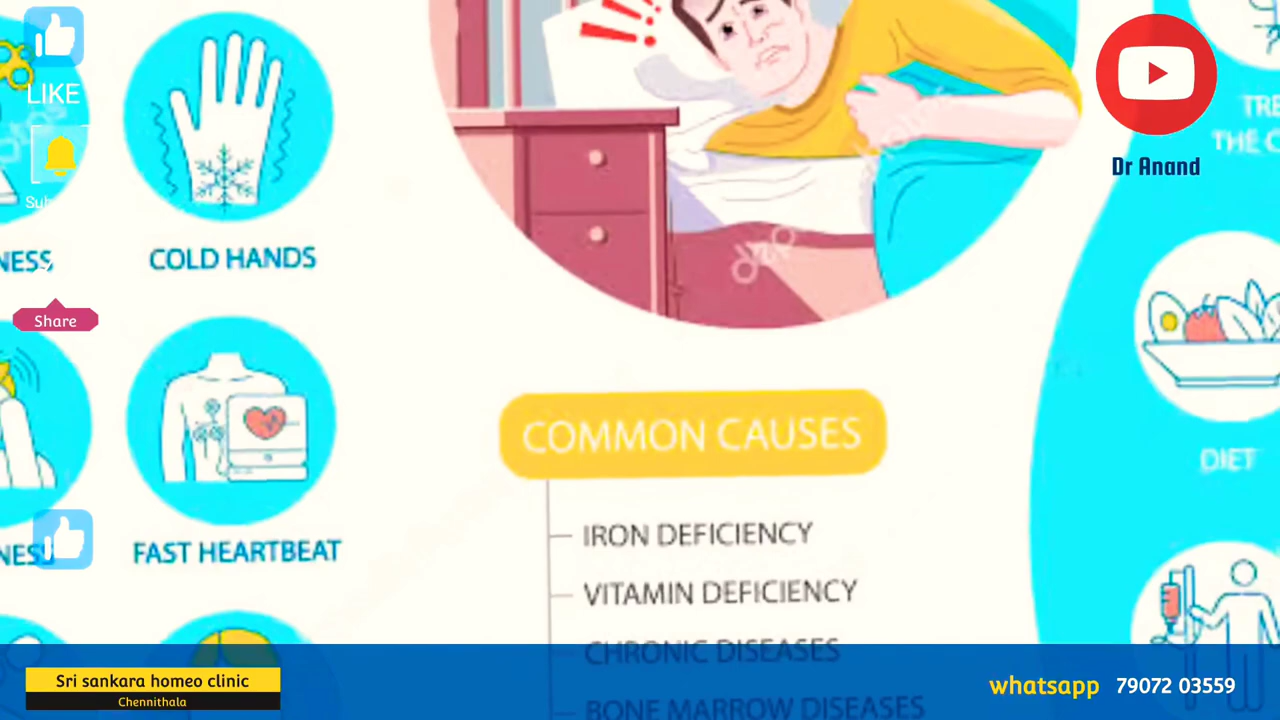 LIKE
COLD HANDS
Share
FAST HEARTBEAT
COMMON CAUSES
IRON DEFICIENCY
VITAMIN DEFICIENCY
CHRONIC DISEASES
BONE MARROW DISEASES
Dr Anand
DIET
Sri sankara homeo clinic
Chennithala
whatsapp 79072 03559